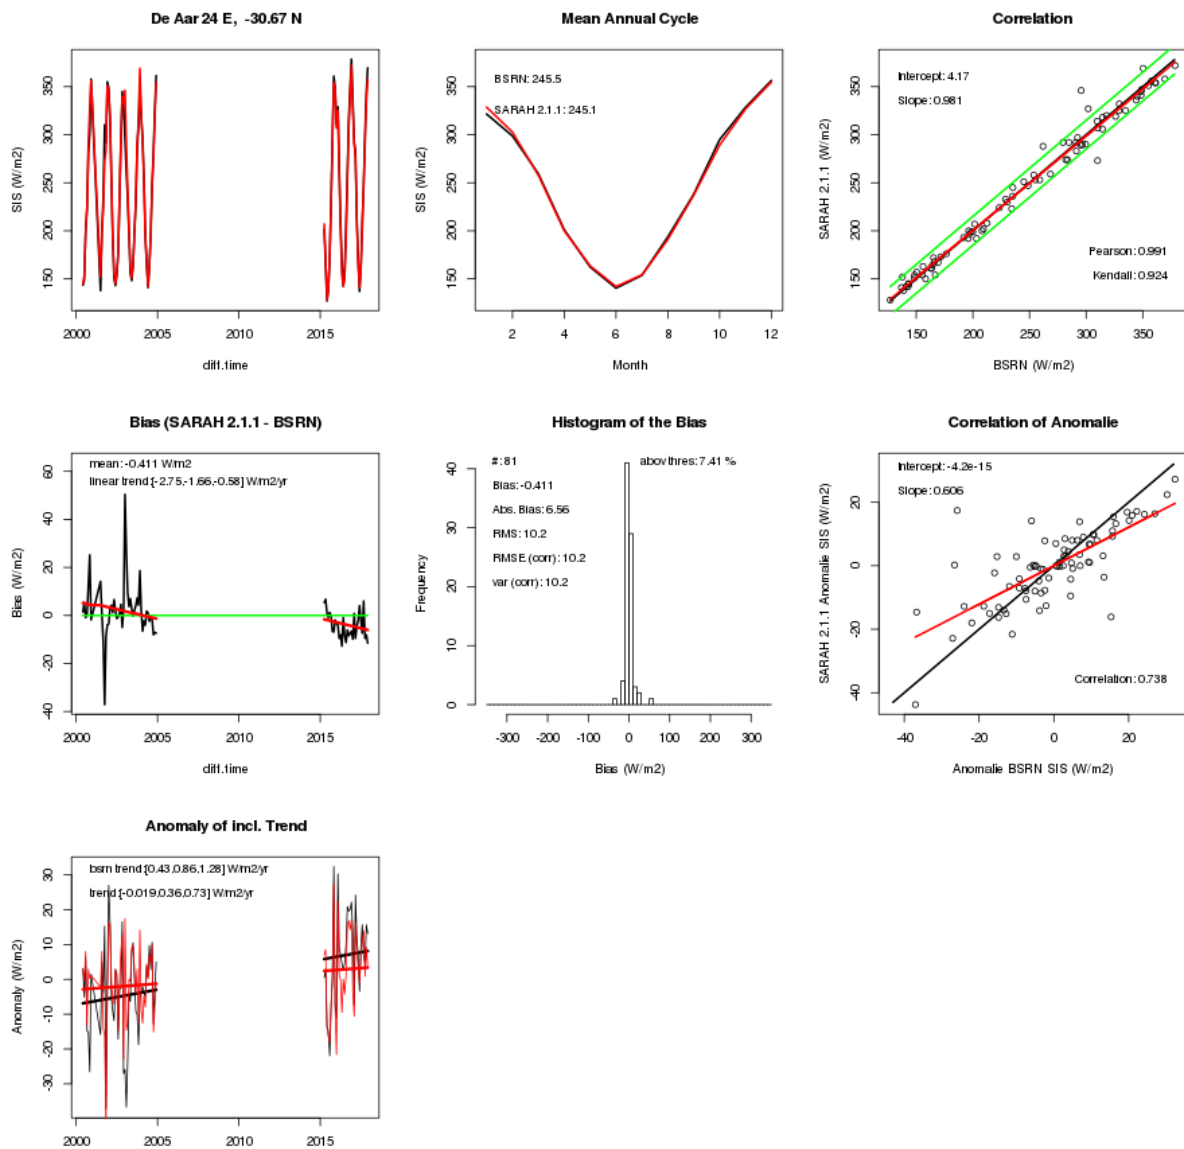 De Aar 24 E, -30.67 N
SIS (W/m2)
150 200 250 300 350
2000 2005 2010 2015
diff.time
Mean Annual Cycle
BSRN: 245.5
SARAH 2.1.1: 245.1
SIS (W/m2)
150 200 250 300 350
2 4 6 8 10 12
Month
Correlation
Intercept: 4.17
Slope: 0.981
Pearson: 0.991
Kendall: 0.924
SARAH 2.1.1 (W/m2)
150 200 250 300 350
150 200 250 300 350
BSRN (W/m2)
Bias (SARAH 2.1.1 - BSRN)
mean: -0.411 W/m2
linear trend:[-2.75,-1.66,-0.58] W/m2/yr
Bias (W/m2)
-40 -20 0 20 40 60
2000 2005 2010 2015
diff.time
Histogram of the Bias
#: 81
abovthres: 7.41 %
Bias: -0.411
Abs. Bias: 6.56
RMS: 10.2
RMSE (corr): 10.2
var (corr): 10.2
Frequency
0 10 20 30 40
-300 -200 -100 0 100 200 300
Bias (W/m2)
Correlation of Anomalie
Intercept: -4.2e-15
Slope: 0.606
Correlation: 0.738
SARAH 2.1.1 Anomalie SIS (W/m2)
-40 -20 0 20
-40 -20 0 20
Anomalie BSRN SIS (W/m2)
Anomaly of incl. Trend
bsrn trend:[0.43,0.86,1.28] W/m2/yr
trend:[-0.019,0.36,0.73] W/m2/yr
Anomaly (W/m2)
-30 -20 -10 0 10 20 30
2000 2005 2010 2015